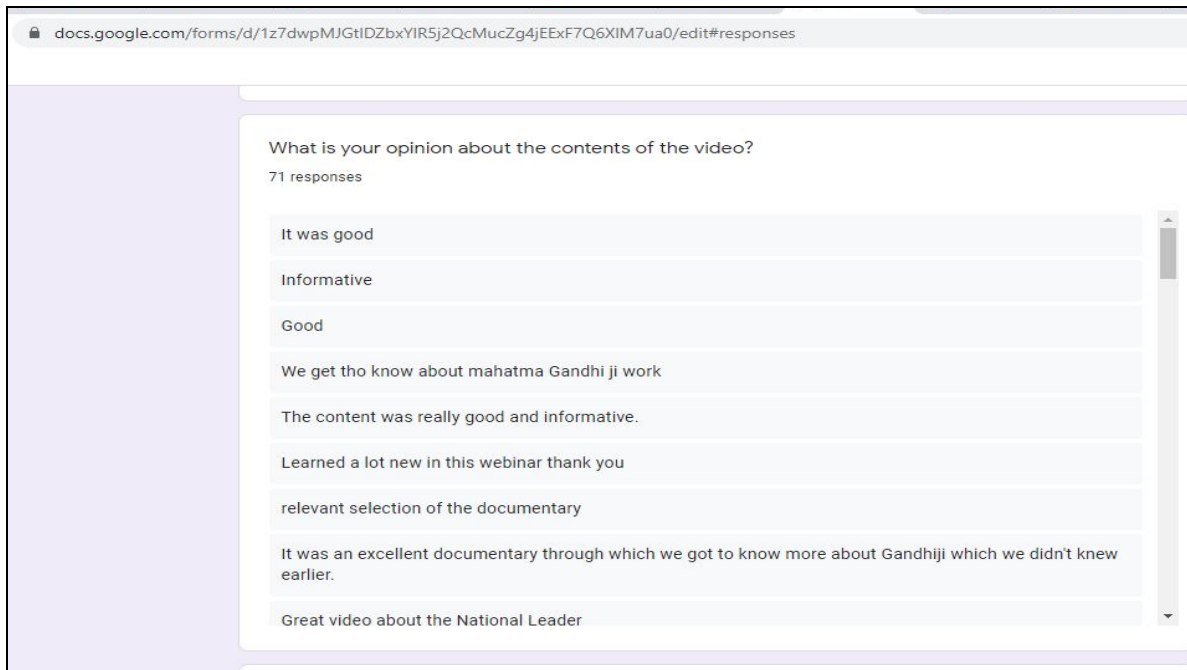 docs.google.com/forms/d/1z7dwpMJGtIDZbxYIR5j2QcMucZg4jEExF7Q6XIM7ua0/edit#responses
What is your opinion about the contents of the video?
71 responses
It was good
Informative
Good
We get tho know about mahatma Gandhi ji work
The content was really good and informative.
Learned a lot new in this webinar thank you
relevant selection of the documentary
It was an excellent documentary through which we got to know more about Gandhiji which we didn't knew
earlier.
Great video about the National Leader